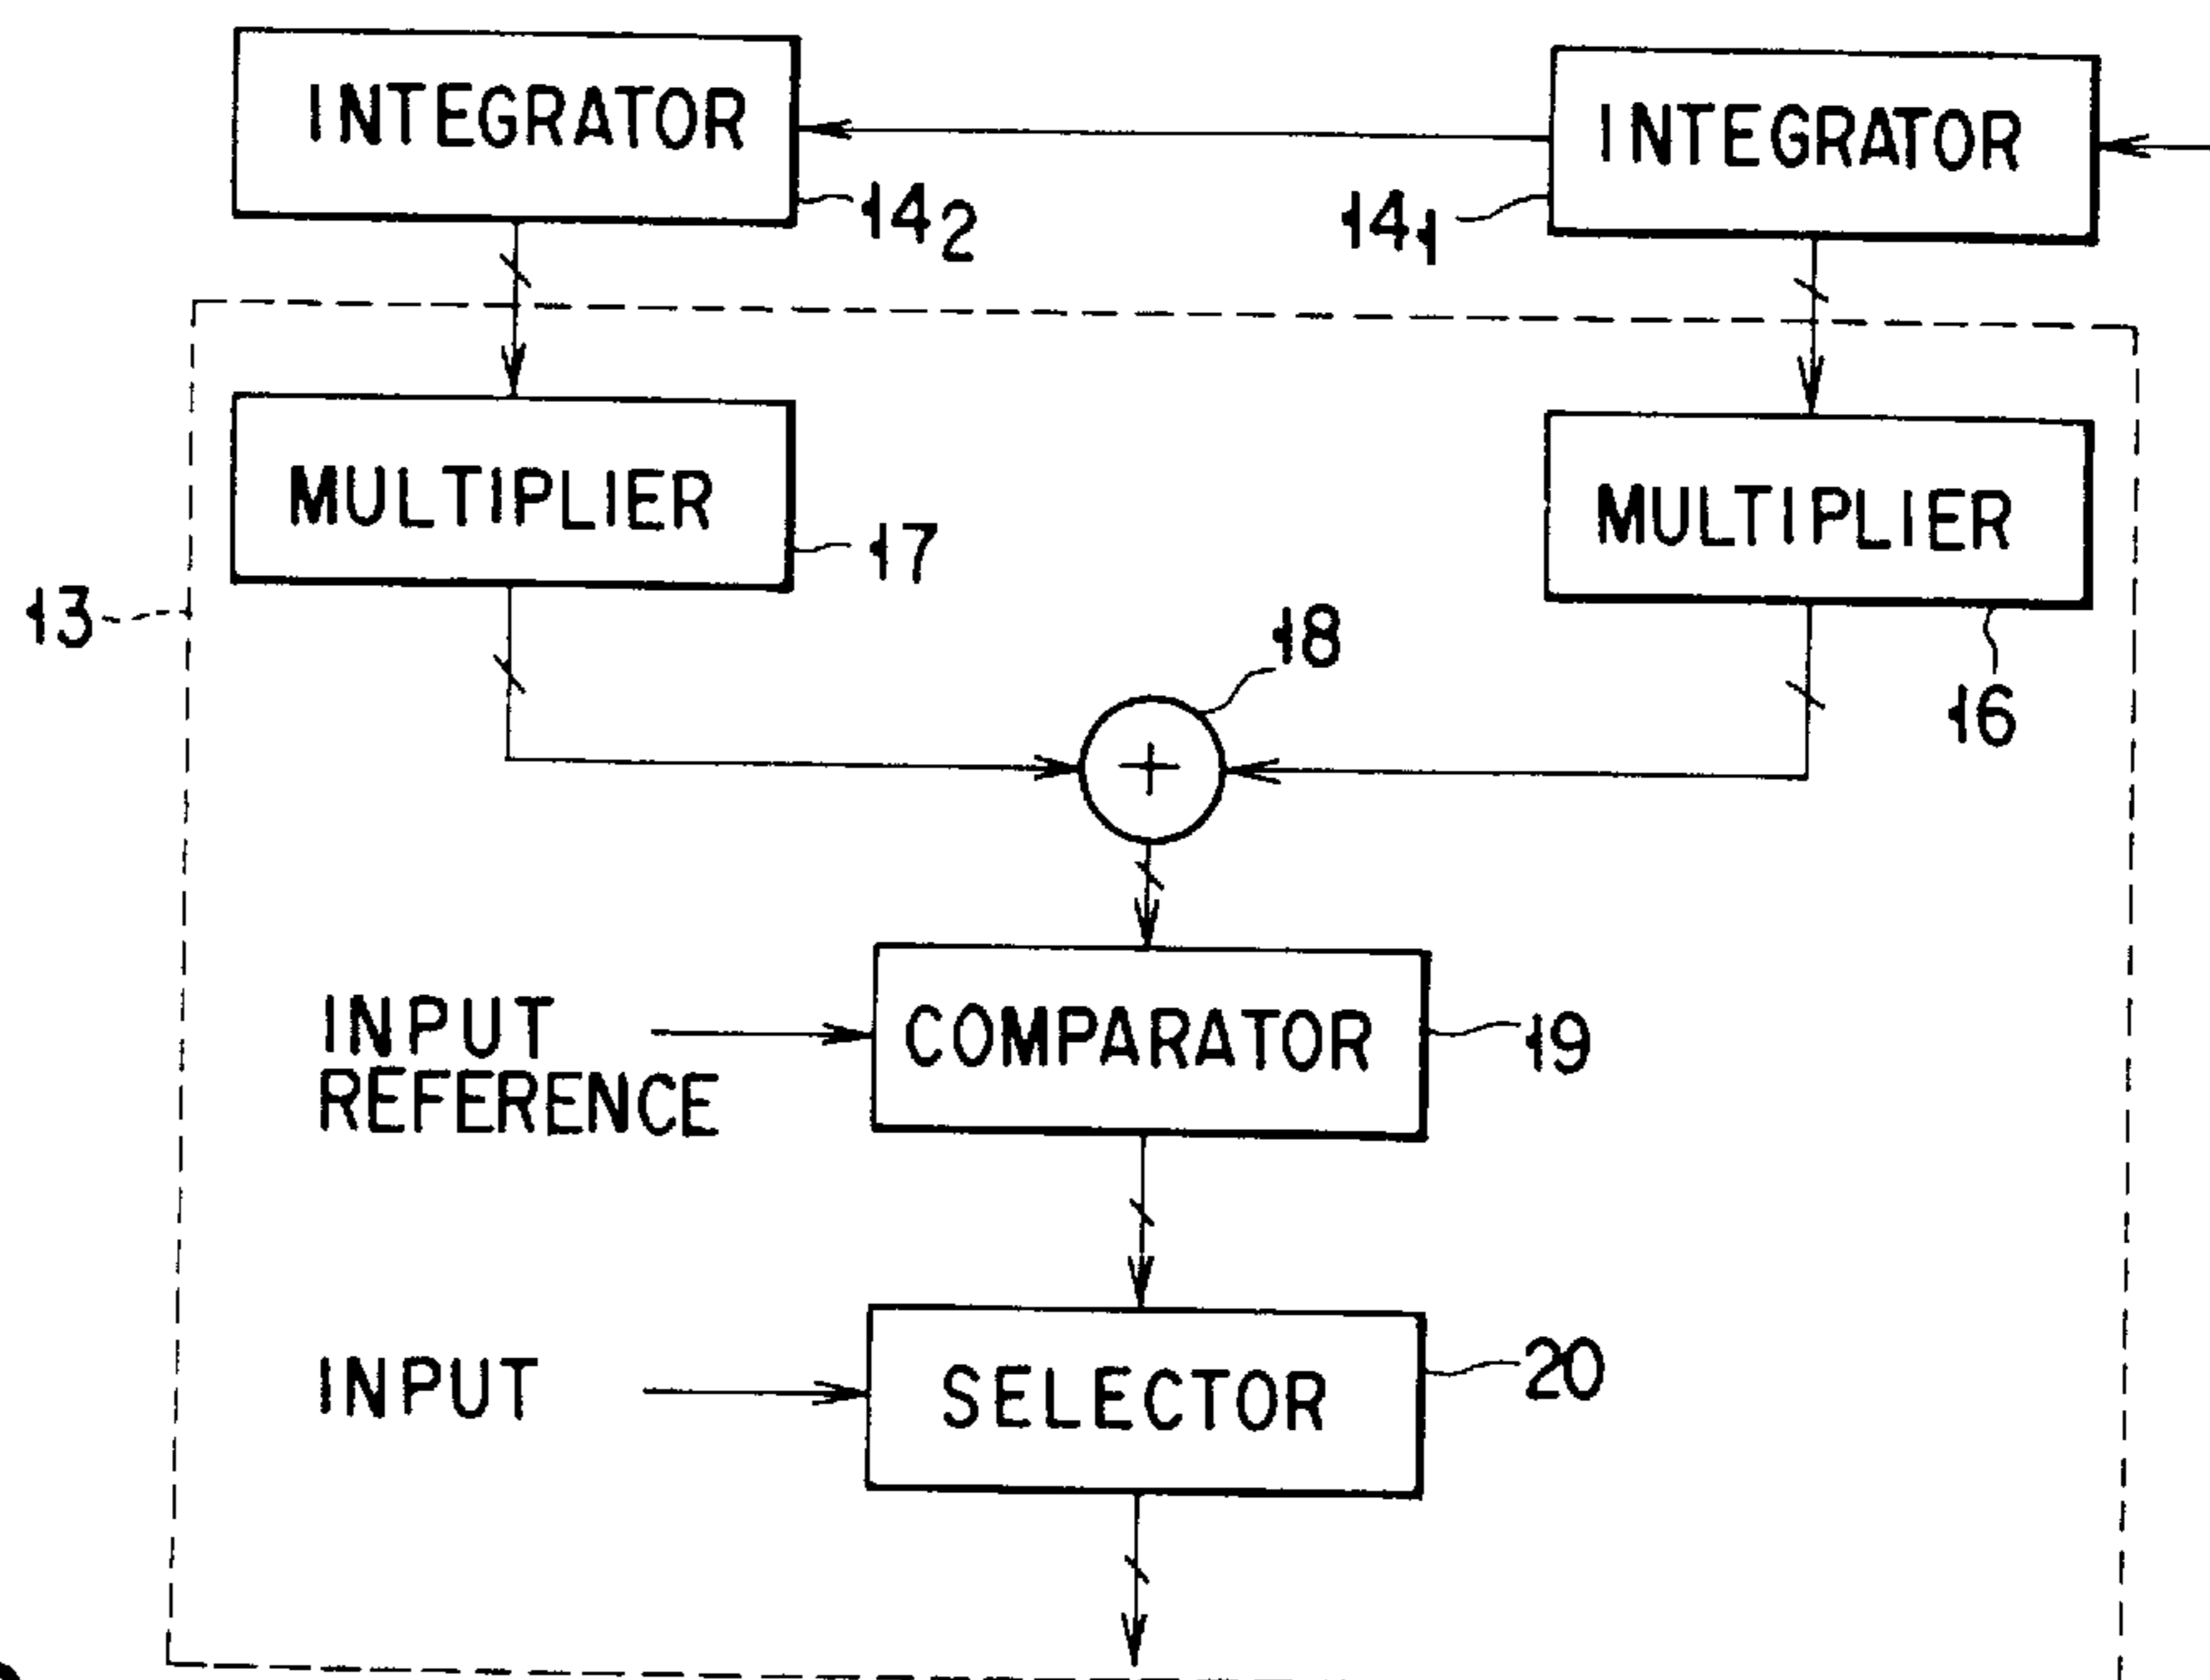 INTEGRATOR
INTEGRATOR
14₂
14₁
MULTIPLIER
MULTIPLIER
17
13
18
16
+
INPUT
REFERENCE
COMPARATOR
19
INPUT
SELECTOR
20